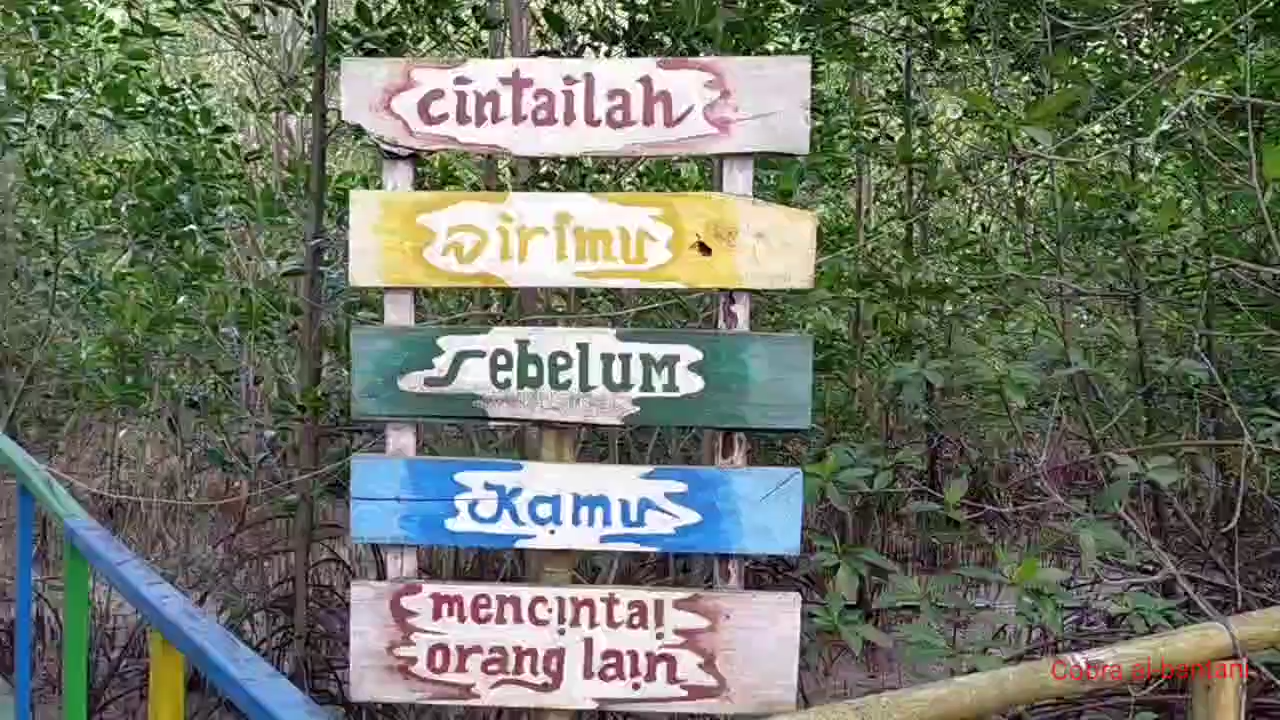 cintailah
Dirimu
sebelum
Kamu
mencintai
orang lain
Cobra al-bantani